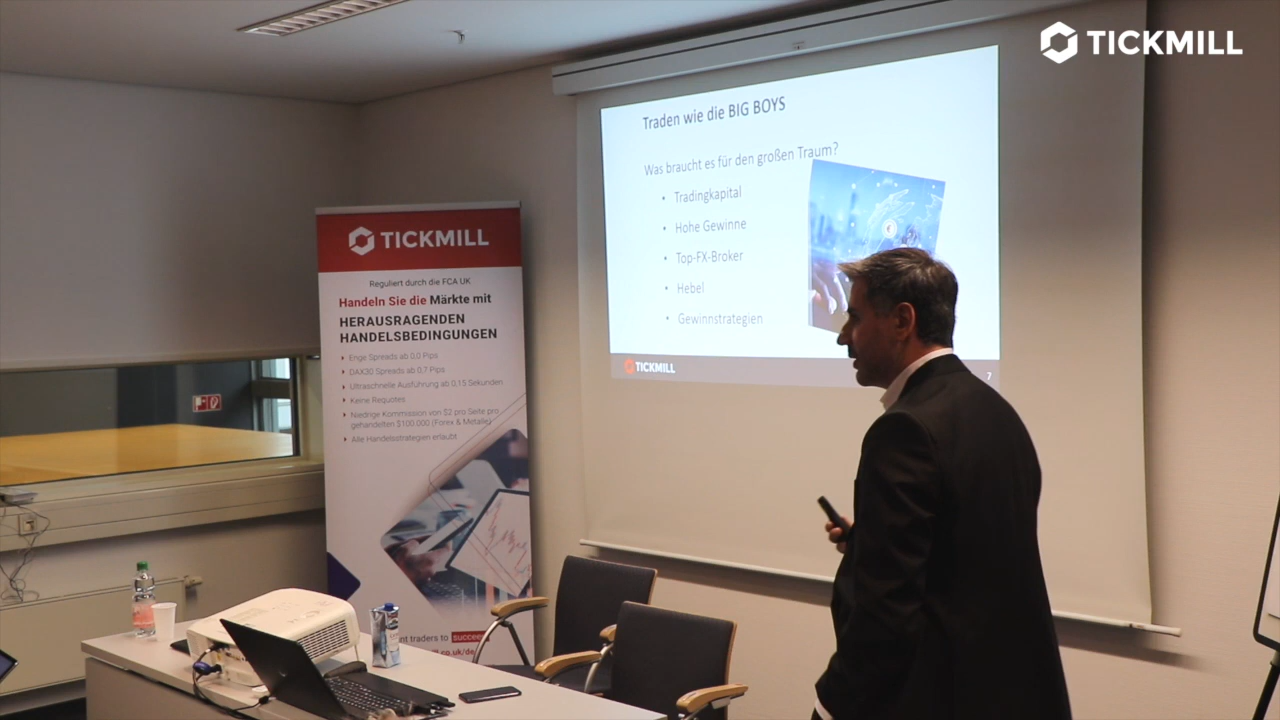 TICKMILL
Traden wie die BIG BOYS
Was braucht es für den großen Traum?
• Tradingkapital
• Hohe Gewinne
• Top-FX-Broker
• Hebel
• Gewinnstrategien
TICKMILL
7
TICKMILL
Reguliert durch die FCA UK
Handeln Sie die Märkte mit
HERAUSRAGENDEN
HANDELSBEDINGUNGEN
Enge Spreads ab 0,0 Pips
DAX30 Spreads ab 0,7 Pips
Ultraschnelle Ausführung ab 0,15 Sekunden
Keine Requotes
Niedrige Kommission von $2 pro Seite pro
gehandelten $100.000 (Forex & Metalle)
Alle Handelsstrategien erlaubt
traders to